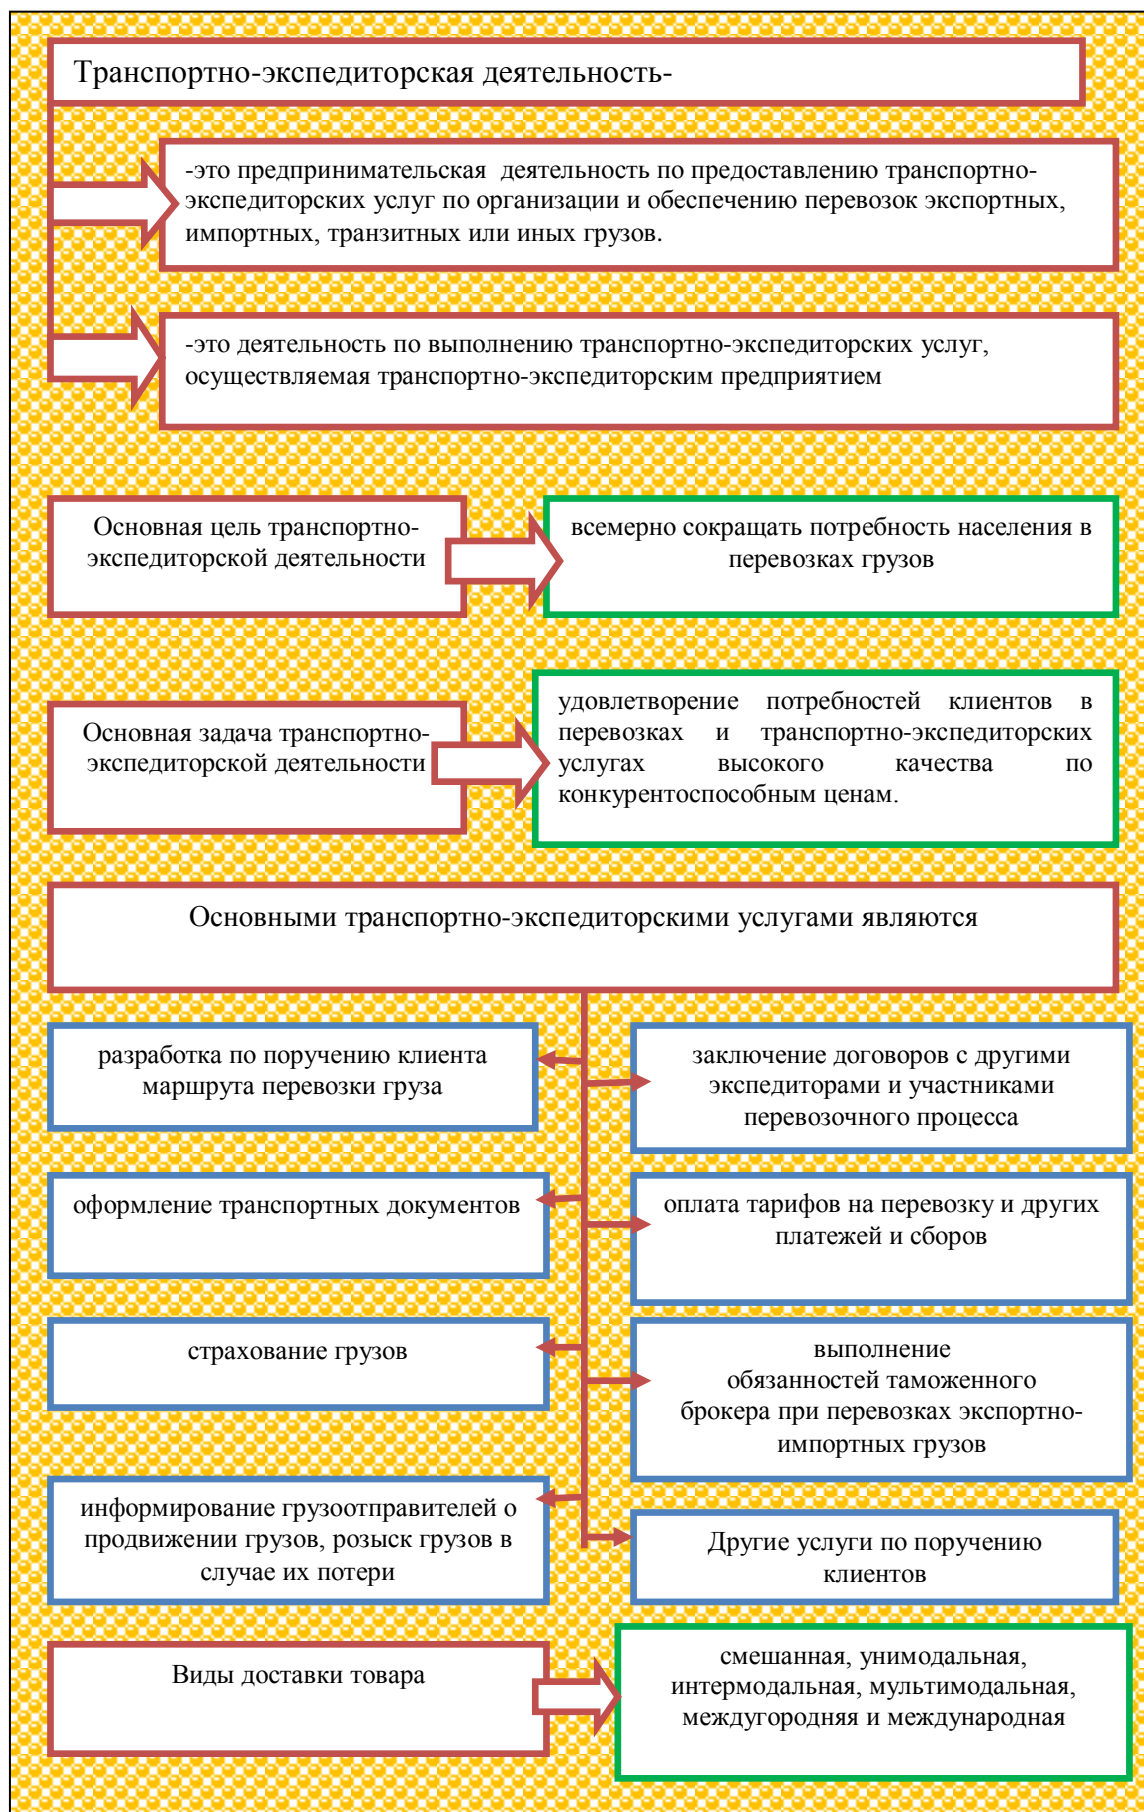 Транспортно-экспедиторская деятельность-
-это предпринимательская деятельность по предоставлению транспортно-
экспедиторских услуг по организации и обеспечению перевозок экспортных,
импортных, транзитных или иных грузов.
-это деятельность по выполнению транспортно-экспедиторских услуг,
осуществляемая транспортно-экспедиторским предприятием
Основная цель транспортно-
экспедиторской деятельности
всемерно сокращать потребность населения в
перевозках грузов
Основная задача транспортно-
экспедиторской деятельности
удовлетворение потребностей клиентов в
перевозках и транспортно-экспедиторских
услугах высокого качества по
конкурентоспособным ценам.
Основными транспортно-экспедиторскими услугами являются
разработка по поручению клиента
маршрута перевозки груза
заключение договоров с другими
экспедиторами и участниками
перевозочного процесса
оформление транспортных документов
оплата тарифов на перевозку и других
платежей и сборов
страхование грузов
выполнение
обязанностей таможенного
брокера при перевозках экспортно-
импортных грузов
информирование грузоотправителей о
продвижении грузов, розыск грузов в
случае их потери
Другие услуги по поручению
клиентов
Виды доставки товара
смешанная, унимодальная,
интермодальная, мультимодальная,
междугородняя и международная